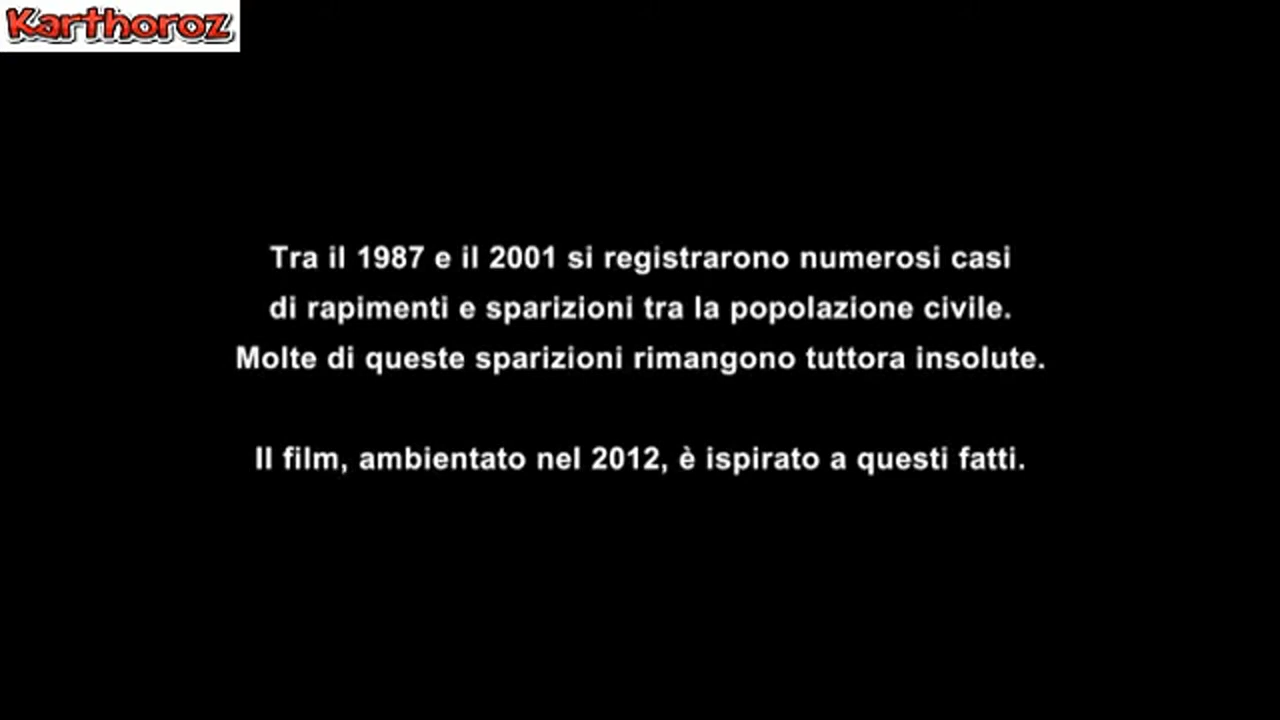 Karthoroz
Tra il 1987 e il 2001 si registrarono numerosi casi
di rapimenti e sparizioni tra la popolazione civile.
Molte di queste sparizioni rimangono tuttora insolute.
Il film, ambientato nel 2012, è ispirato a questi fatti.